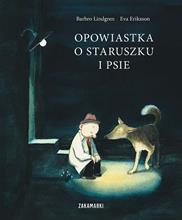 Barbro Lindgren Eva Eriksson
OPOWIASTKA
O STARUSZKU
I PSIE
ZAKAMARKI